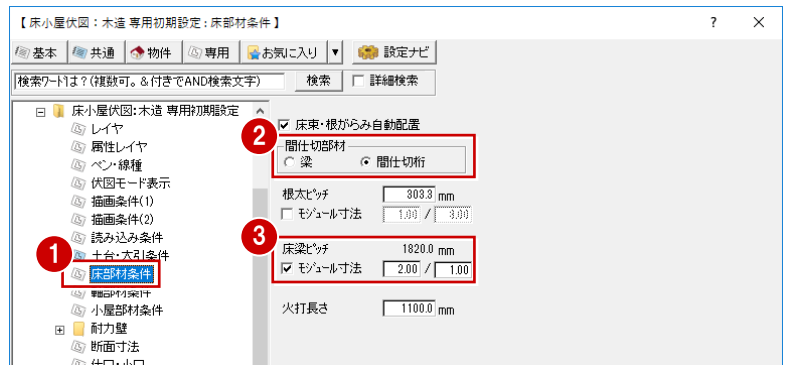 【 床小屋伏図 : 木造 専用初期設定 : 床部材条件 】 ? ×
基本 共通 物件 専用 お気に入り ▼ 設定ナビ
検索ワードは?(複数可。&付きでAND検索文字) 検索 詳細検索
床小屋伏図:木造 専用初期設定
レイヤ
属性レイヤ
ペン・線種
伏図モード表示
描画条件(1)
描画条件(2)
読み込み条件
土台・大引条件
1
床部材条件
軸部材条件
小屋部材条件
耐力壁
断面寸法
仕口・小口
床束・根がらみ自動配置
2
間仕切部材
梁 間仕切桁
根太ピッチ 303.3 mm
モジュール寸法 1.00 / 3.00
3
床梁ピッチ 1820.0 mm
モジュール寸法 2.00 / 1.00
火打長さ 1100.0 mm